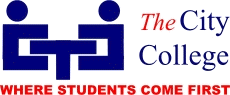 The City
College
WHERE STUDENTS COME FIRST